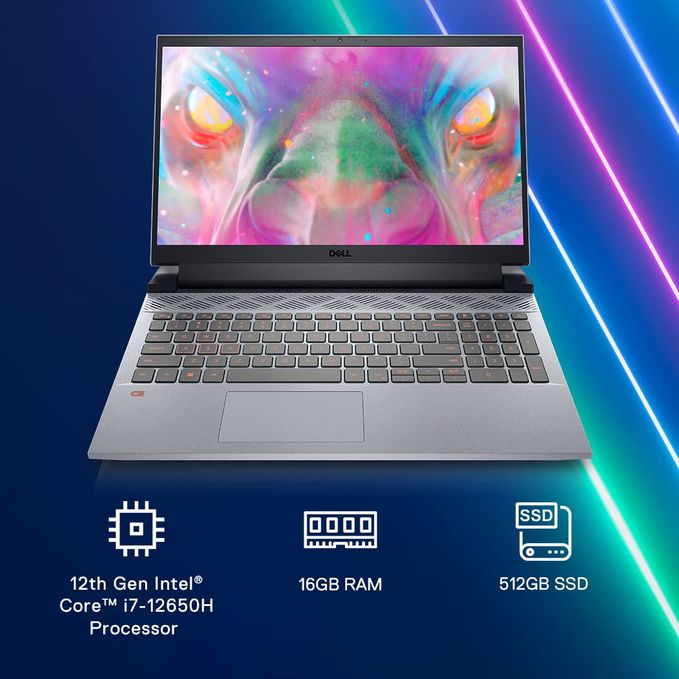 DELL
12th Gen Intel®
Core™ i7-12650H
Processor
16GB RAM
SSD
512GB SSD